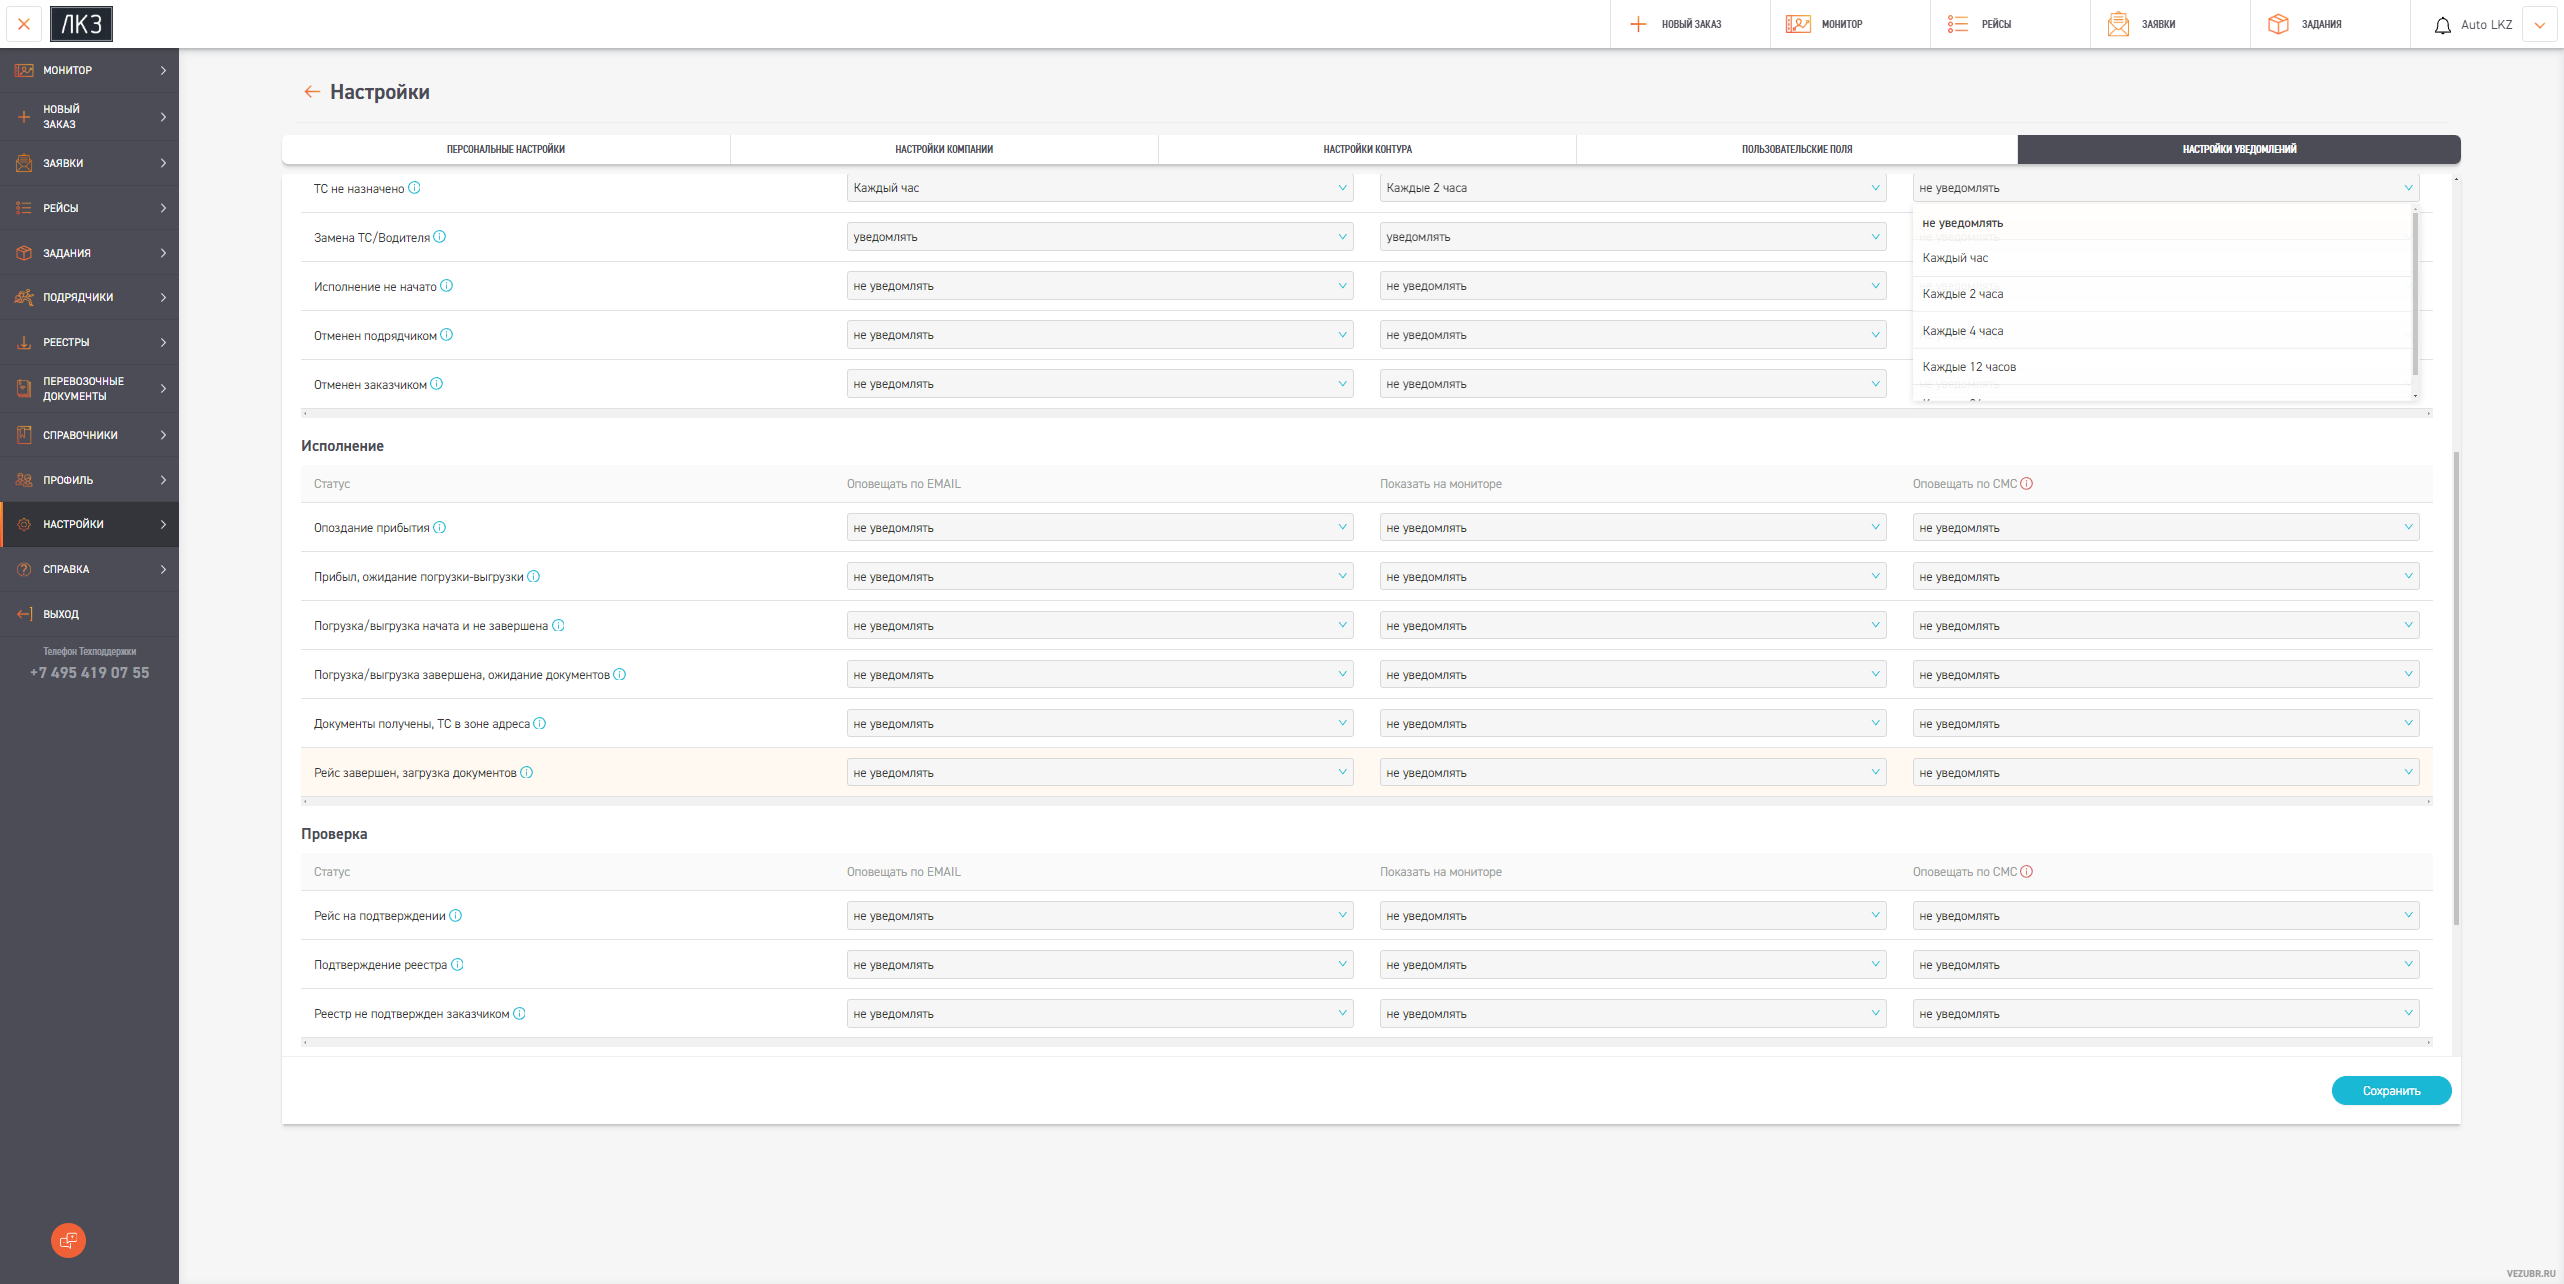 ЛКЗ
НОВЫЙ ЗАКАЗ
МОНИТОР
РЕЙСЫ
ЗАЯВКИ
ЗАДАНИЯ
Auto LKZ
МОНИТОР
НОВЫЙ
ЗАКАЗ
ЗАЯВКИ
РЕЙСЫ
ЗАДАНИЯ
ПОДРЯДЧИКИ
РЕЕСТРЫ
ПЕРЕВОЗОЧНЫЕ
ДОКУМЕНТЫ
СПРАВОЧНИКИ
ПРОФИЛЬ
НАСТРОЙКИ
СПРАВКА
ВЫХОД
Телефон Техподдержки
+7 495 419 07 55
Настройки
ПЕРСОНАЛЬНЫЕ НАСТРОЙКИ
НАСТРОЙКИ КОМПАНИИ
НАСТРОЙКИ КОНТУРА
ПОЛЬЗОВАТЕЛЬСКИЕ ПОЛЯ
НАСТРОЙКИ УВЕДОМЛЕНИЙ
ТС не назначено Каждый час Каждые 2 часа не уведомлять
Замена ТС/Водителя уведомлять уведомлять
Исполнение не начато не уведомлять не уведомлять
Отменен подрядчиком не уведомлять не уведомлять
Отменен заказчиком не уведомлять не уведомлять
не уведомлять
Каждый час
Каждые 2 часа
Каждые 4 часа
Каждые 12 часов
Исполнение
Статус Оповещать по EMAIL Показать на мониторе Оповещать по СМС
Опоздание прибытия не уведомлять не уведомлять не уведомлять
Прибыл, ожидание погрузки-выгрузки не уведомлять не уведомлять не уведомлять
Погрузка/выгрузка начата и не завершена не уведомлять не уведомлять не уведомлять
Погрузка/выгрузка завершена, ожидание документов не уведомлять не уведомлять не уведомлять
Документы получены, ТС в зоне адреса не уведомлять не уведомлять не уведомлять
Рейс завершен, загрузка документов не уведомлять не уведомлять не уведомлять
Проверка
Статус Оповещать по EMAIL Показать на мониторе Оповещать по СМС
Рейс на подтверждении не уведомлять не уведомлять не уведомлять
Подтверждение реестра не уведомлять не уведомлять не уведомлять
Реестр не подтвержден заказчиком не уведомлять не уведомлять не уведомлять
Сохранить
VEZUBR.RU